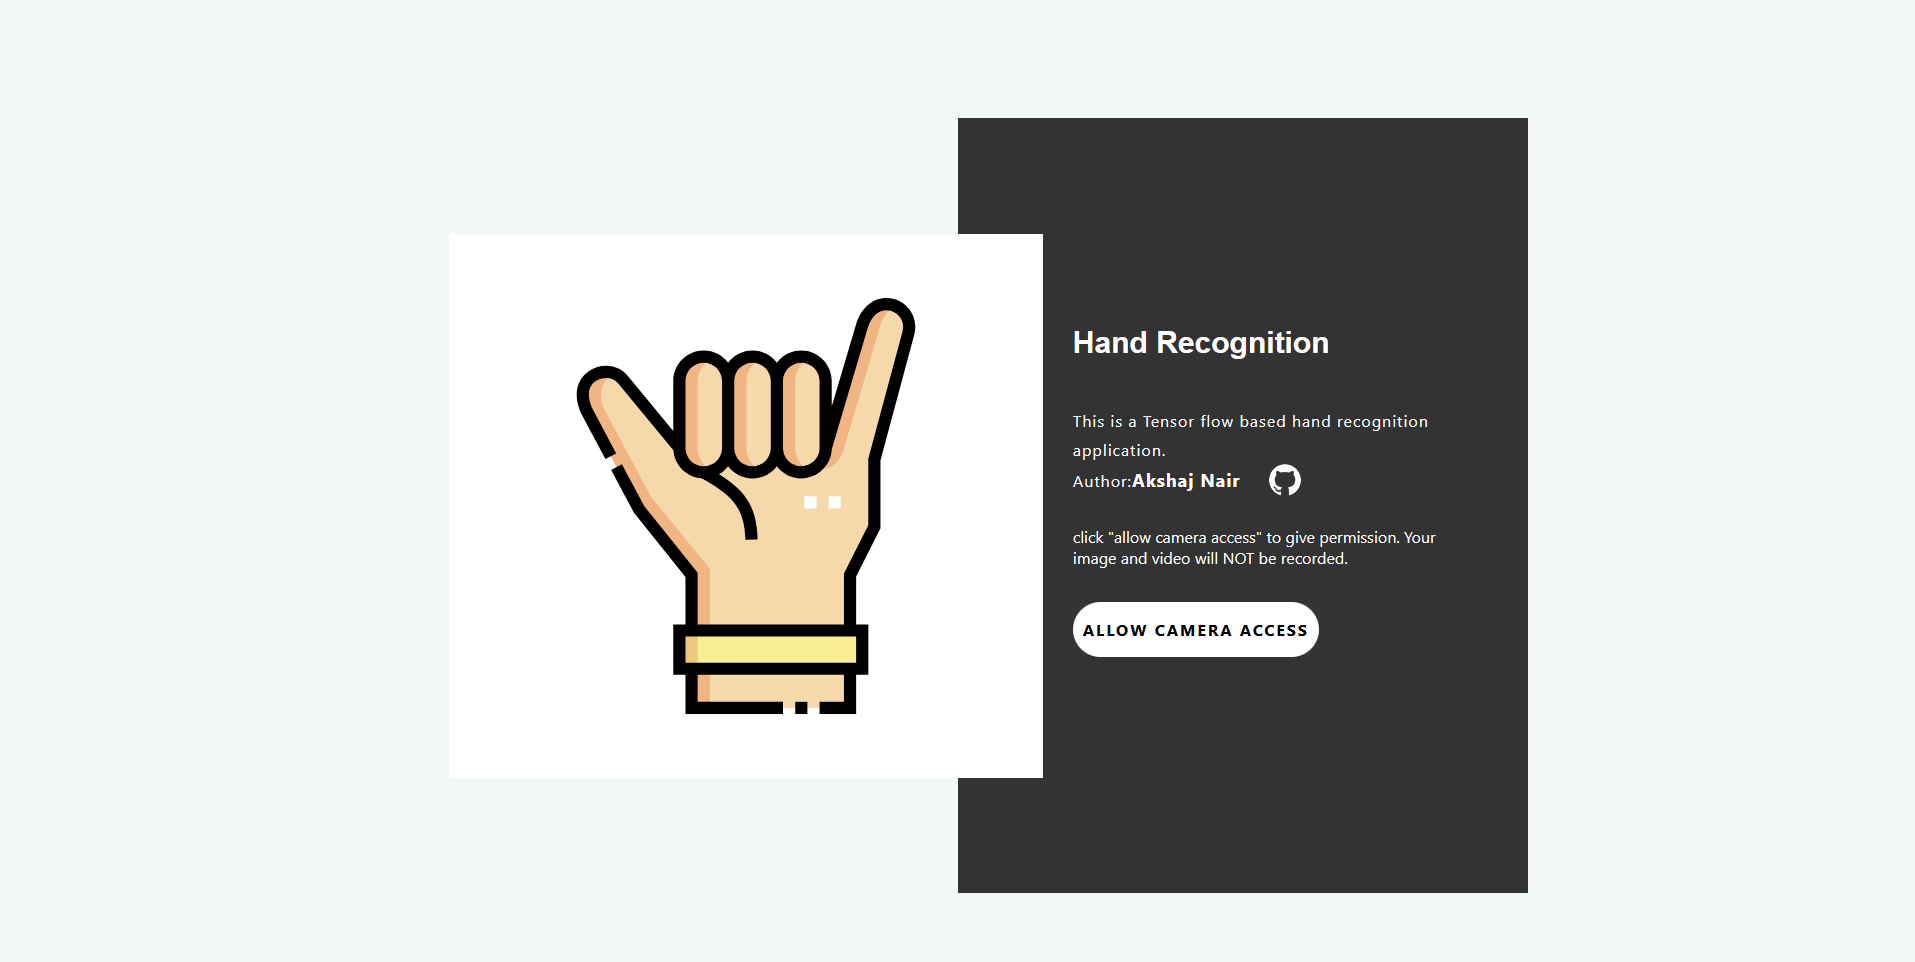 Hand Recognition
This is a Tensor flow based hand recognition
application.
Author:Akshaj Nair
click "allow camera access" to give permission. Your
image and video will NOT be recorded.
ALLOW CAMERA ACCESS